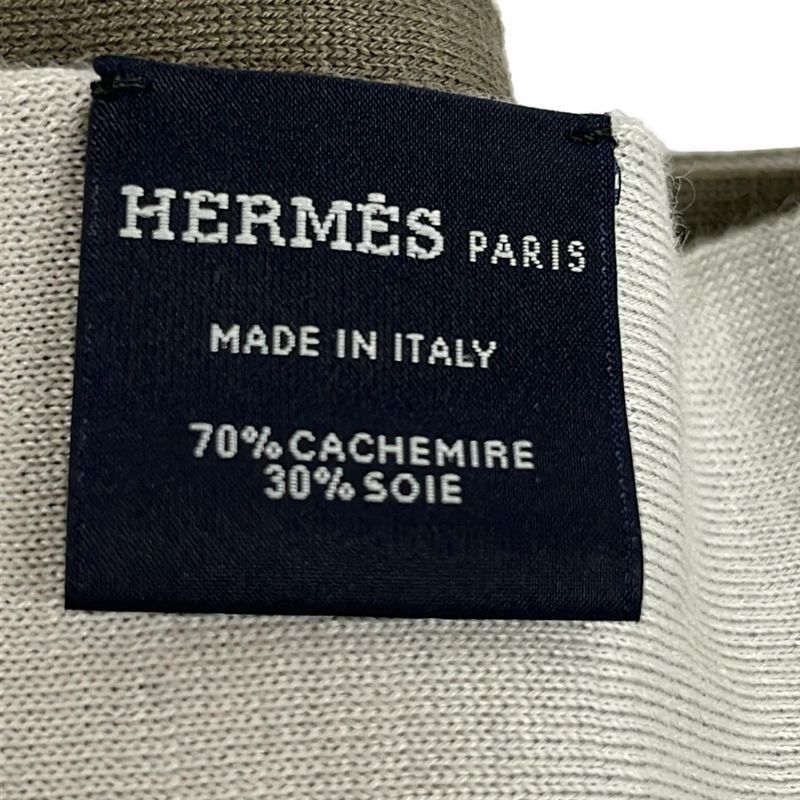 HERMÈS PARIS
MADE IN ITALY
70% CACHEMIRE
30% SOIE